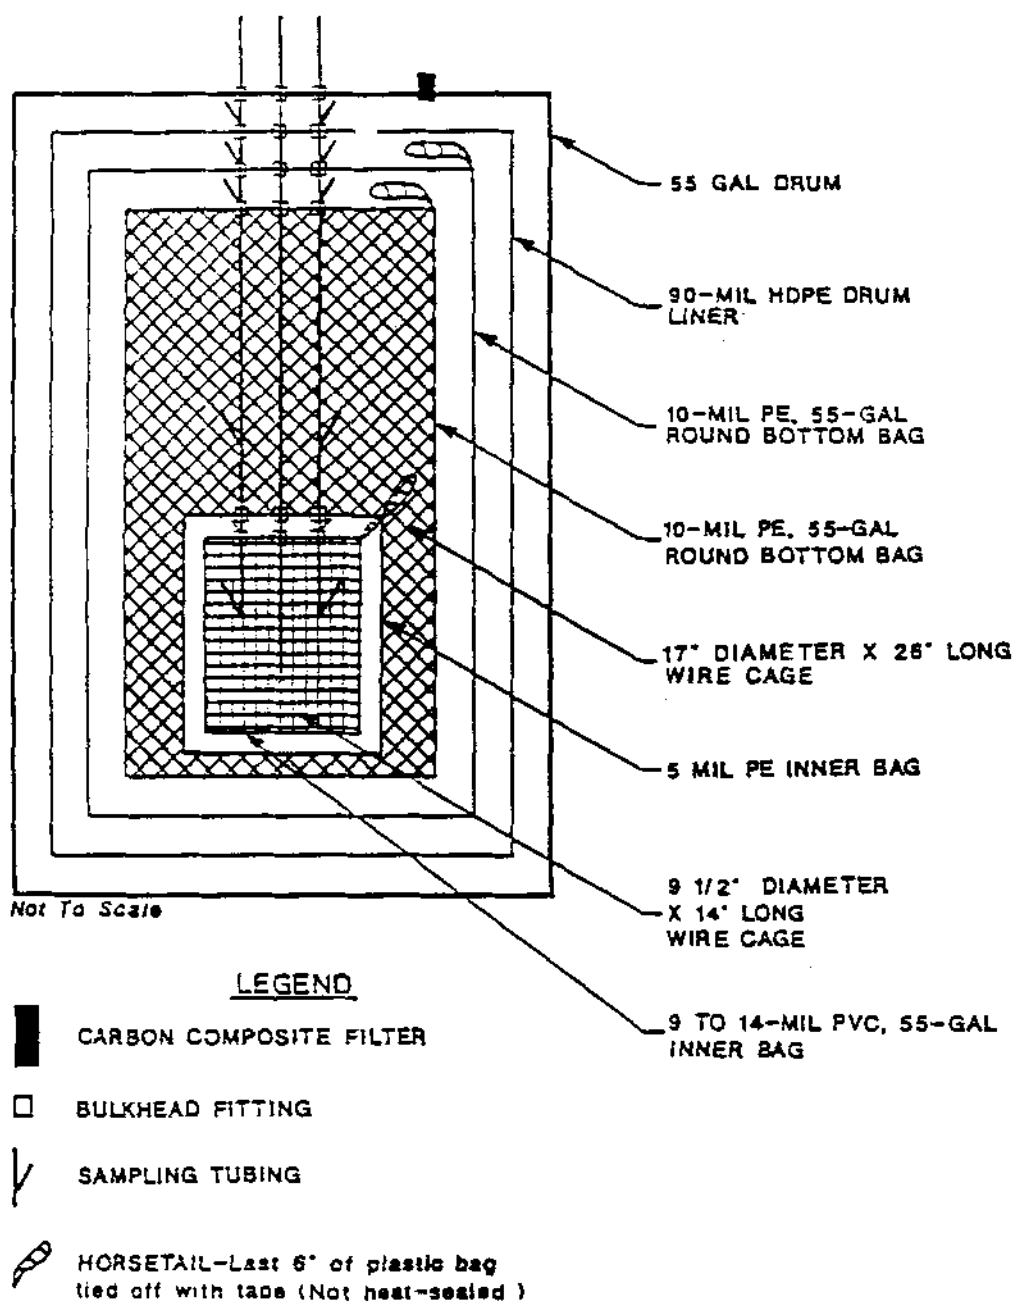 55 GAL DRUM
90-MIL HDPE DRUM
LINER
10-MIL PE, 55-GAL
ROUND BOTTOM BAG
10-MIL PE, 55-GAL
ROUND BOTTOM BAG
17" DIAMETER X 26" LONG
WIRE CAGE
5 MIL PE INNER BAG
9 1/2" DIAMETER
X 14" LONG
WIRE CAGE
9 TO 14-MIL PVC, 55-GAL
INNER BAG
Not To Scale
LEGEND
CARBON COMPOSITE FILTER
BULKHEAD FITTING
SAMPLING TUBING
HORSETAIL-Last 6" of plastic bag
tied off with tape (Not heat-sealed )